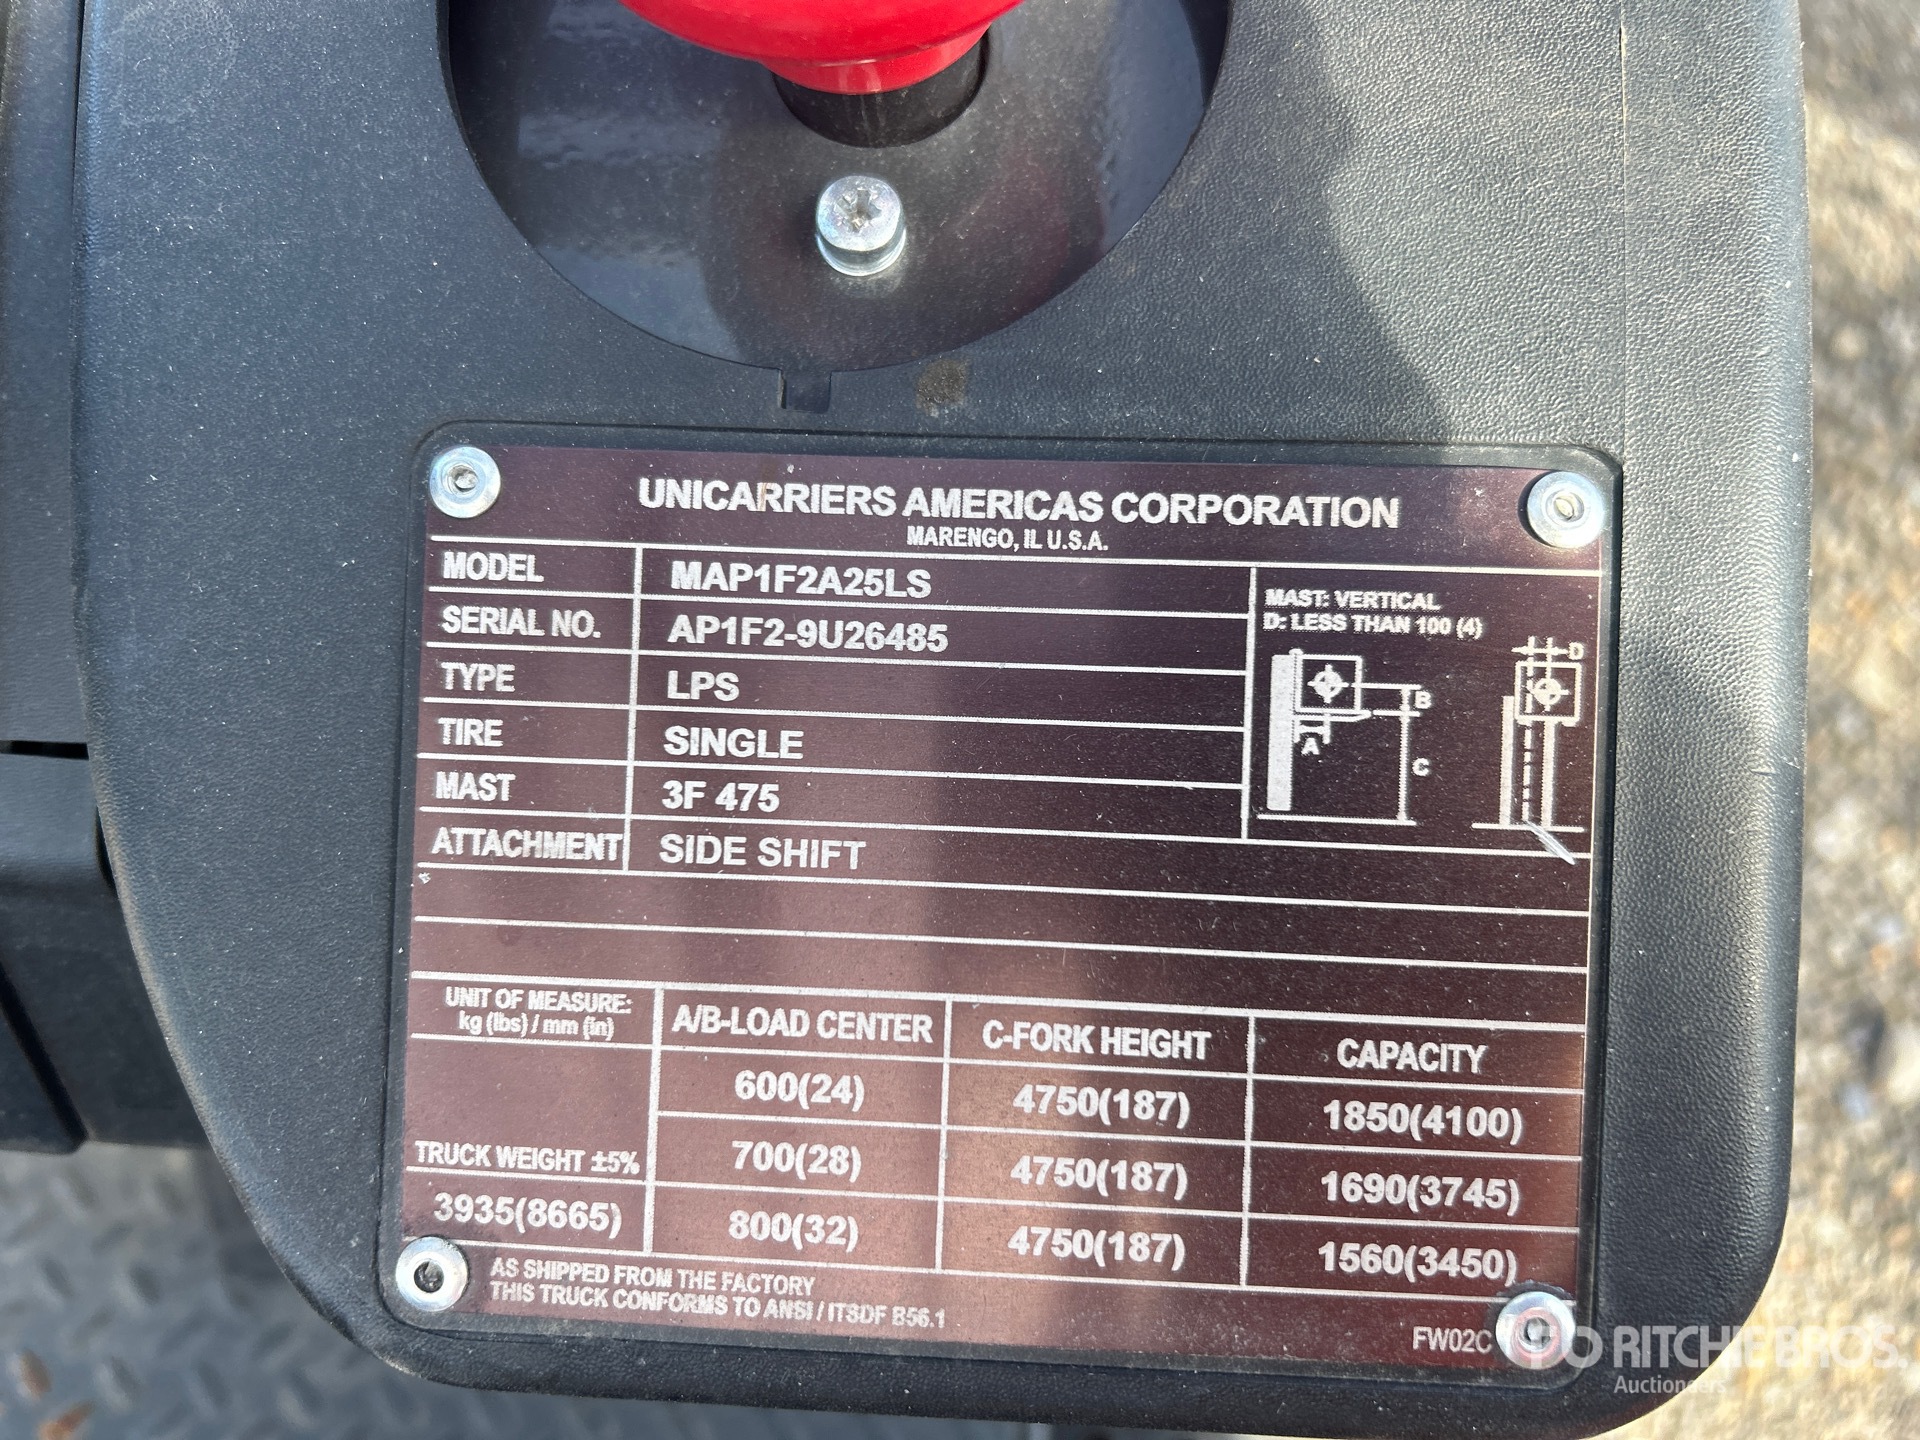 UNICARRIERS AMERICAS CORPORATION
MARENGO, IL U.S.A.
MODEL MAP1F2A25LS
SERIAL NO. AP1F2-9U26485
TYPE LPS
TIRE SINGLE
MAST 3F 475
ATTACHMENT SIDE SHIFT
MAST: VERTICAL
D: LESS THAN 100 (4)
D
B
A
C
UNIT OF MEASURE:
kg (lbs) / mm (in)
A/B-LOAD CENTER C-FORK HEIGHT CAPACITY
600(24) 4750(187) 1850(4100)
700(28) 4750(187) 1690(3745)
800(32) 4750(187) 1560(3450)
TRUCK WEIGHT ±5%
3935(8665)
AS SHIPPED FROM THE FACTORY
THIS TRUCK CONFORMS TO ANSI / ITSDF B56.1
FW02C
RITCHIE BROS.
Auctioneers